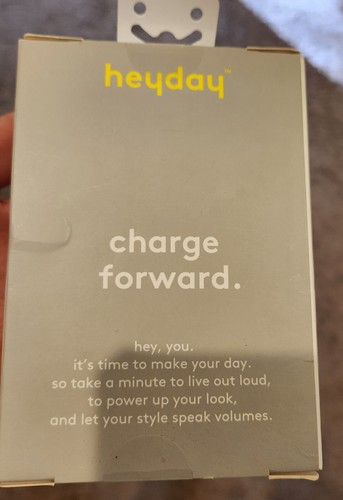 heyday™
charge
forward.
hey, you.
it's time to make your day.
so take a minute to live out loud,
to power up your look,
and let your style speak volumes.